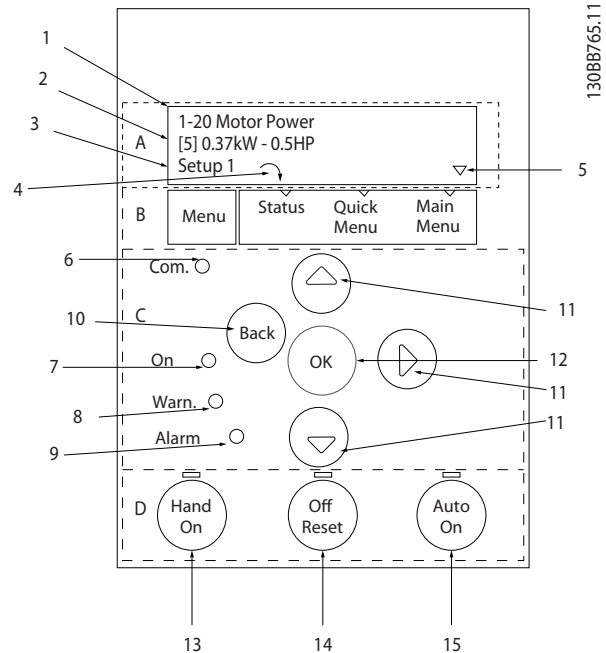 130BB765.11
1
2
3
4
A
1-20 Motor Power
[5] 0.37kW - 0.5HP
Setup 1
5
B
Menu
Status
Quick
Menu
Main
Menu
6
Com.
C
10
Back
11
7
On
OK
12
11
8
Warn.
11
9
Alarm
D
Hand
On
Off
Reset
Auto
On
13
14
15